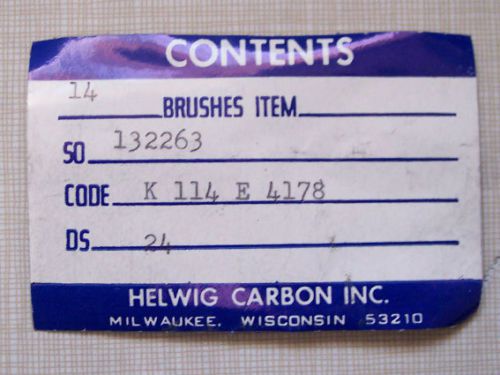 CONTENTS
14 BRUSHES ITEM
SO 132263
CODE K 114 E 4178
DS 24
HELWIG CARBON INC.
MILWAUKEE, WISCONSIN 53210